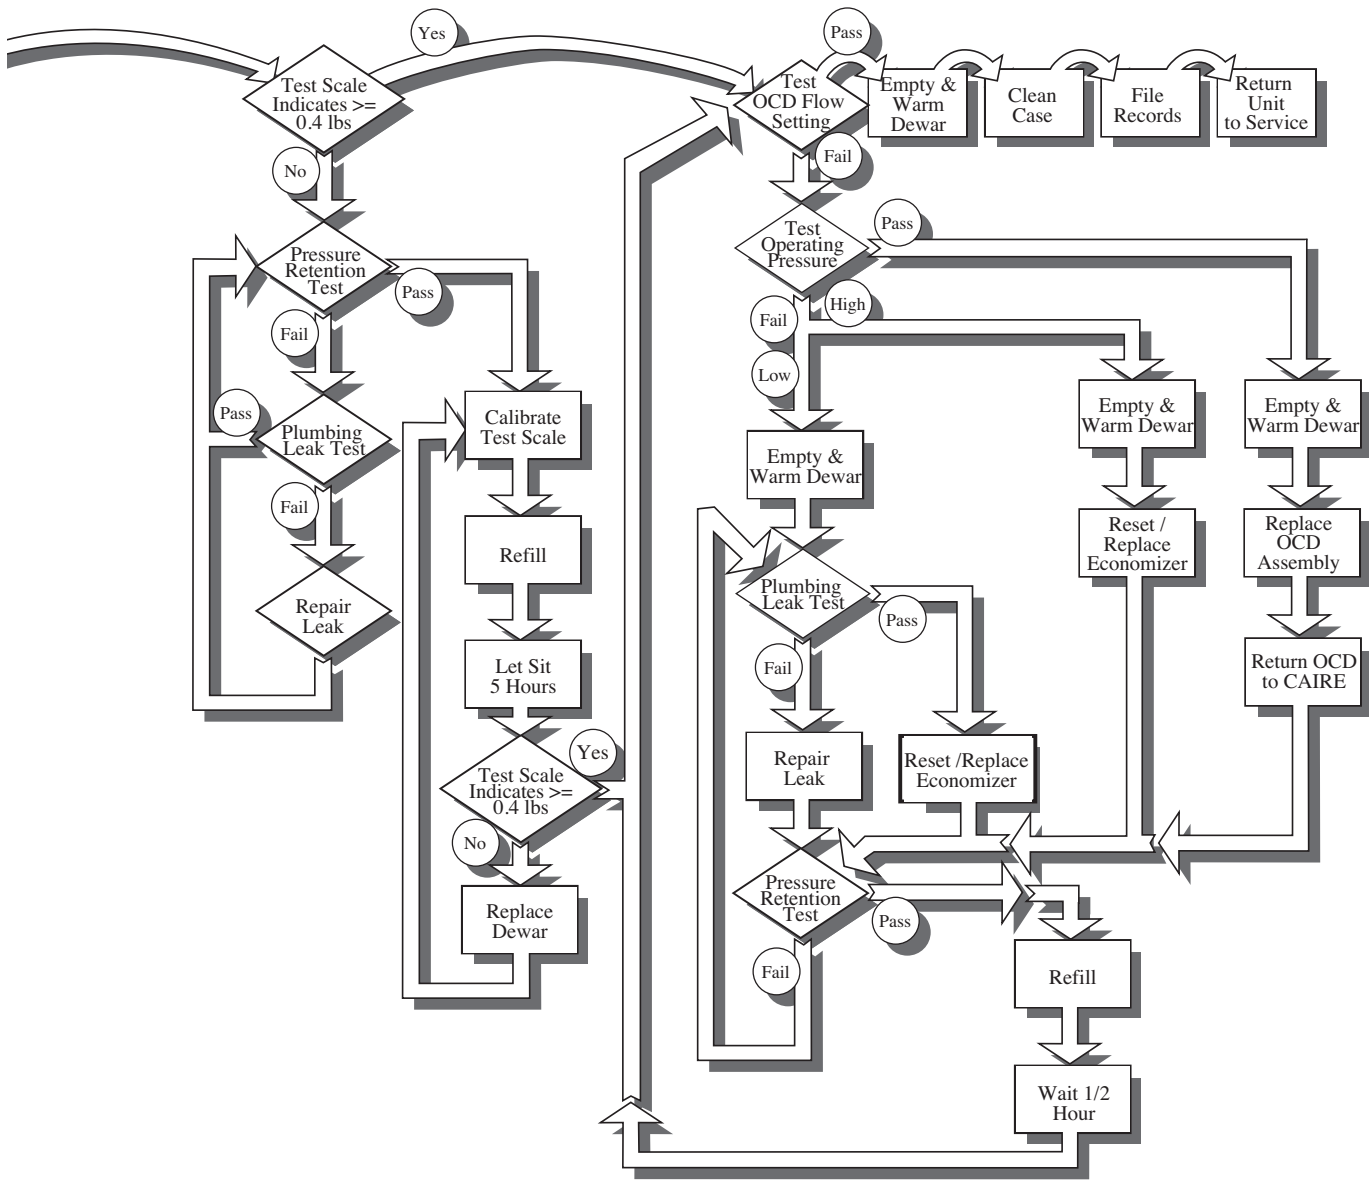 Yes
Test Scale
Indicates >=
0.4 lbs
No
Pressure
Retention
Test
Pass
Fail
Pass
Plumbing
Leak Test
Fail
Repair
Leak
Calibrate
Test Scale
Refill
Let Sit
5 Hours
Yes
Test Scale
Indicates >=
0.4 lbs
No
Replace
Dewar
Pass
Test
OCD Flow
Setting
Empty &
Warm
Dewar
Clean
Case
File
Records
Return
Unit
to Service
Fail
Test
Operating
Pressure
Pass
High
Fail
Low
Empty &
Warm Dewar
Plumbing
Leak Test
Pass
Fail
Repair
Leak
Reset /Replace
Economizer
Pressure
Retention
Test
Pass
Fail
Empty &
Warm Dewar
Reset /
Replace
Economizer
Empty &
Warm Dewar
Replace
OCD
Assembly
Return OCD
to CAIRE
Refill
Wait 1/2
Hour